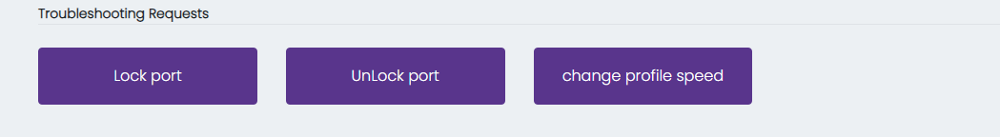 Troubleshooting Requests
Lock port
UnLock port
change profile speed